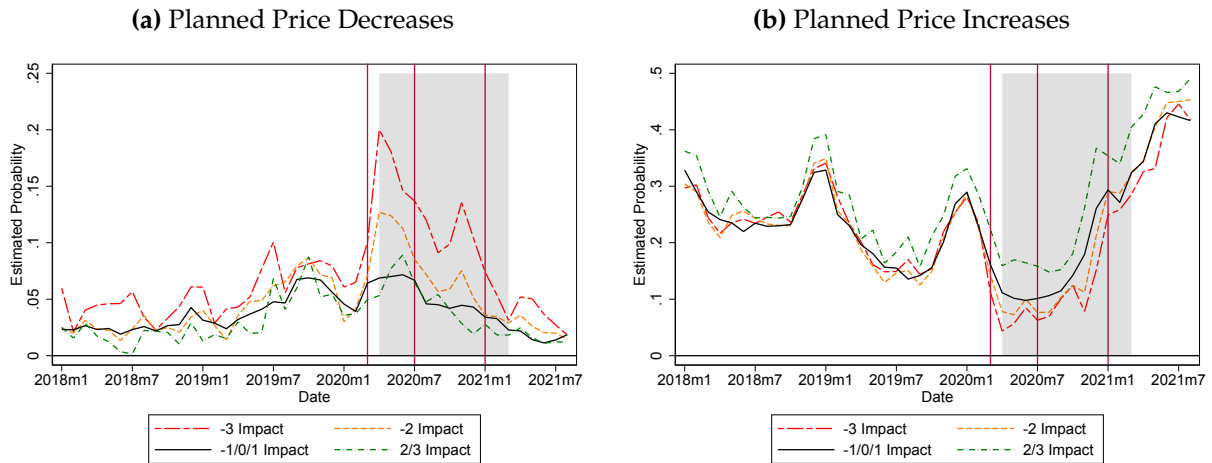 (a) Planned Price Decreases
Estimated Probability
.25
.2
.15
.1
.05
0
2018m1 2018m7 2019m1 2019m7 2020m1 2020m7 2021m1 2021m7
Date
-3 Impact -2 Impact
-1/0/1 Impact 2/3 Impact
(b) Planned Price Increases
Estimated Probability
.5
.4
.3
.2
.1
0
2018m1 2018m7 2019m1 2019m7 2020m1 2020m7 2021m1 2021m7
Date
-3 Impact -2 Impact
-1/0/1 Impact 2/3 Impact